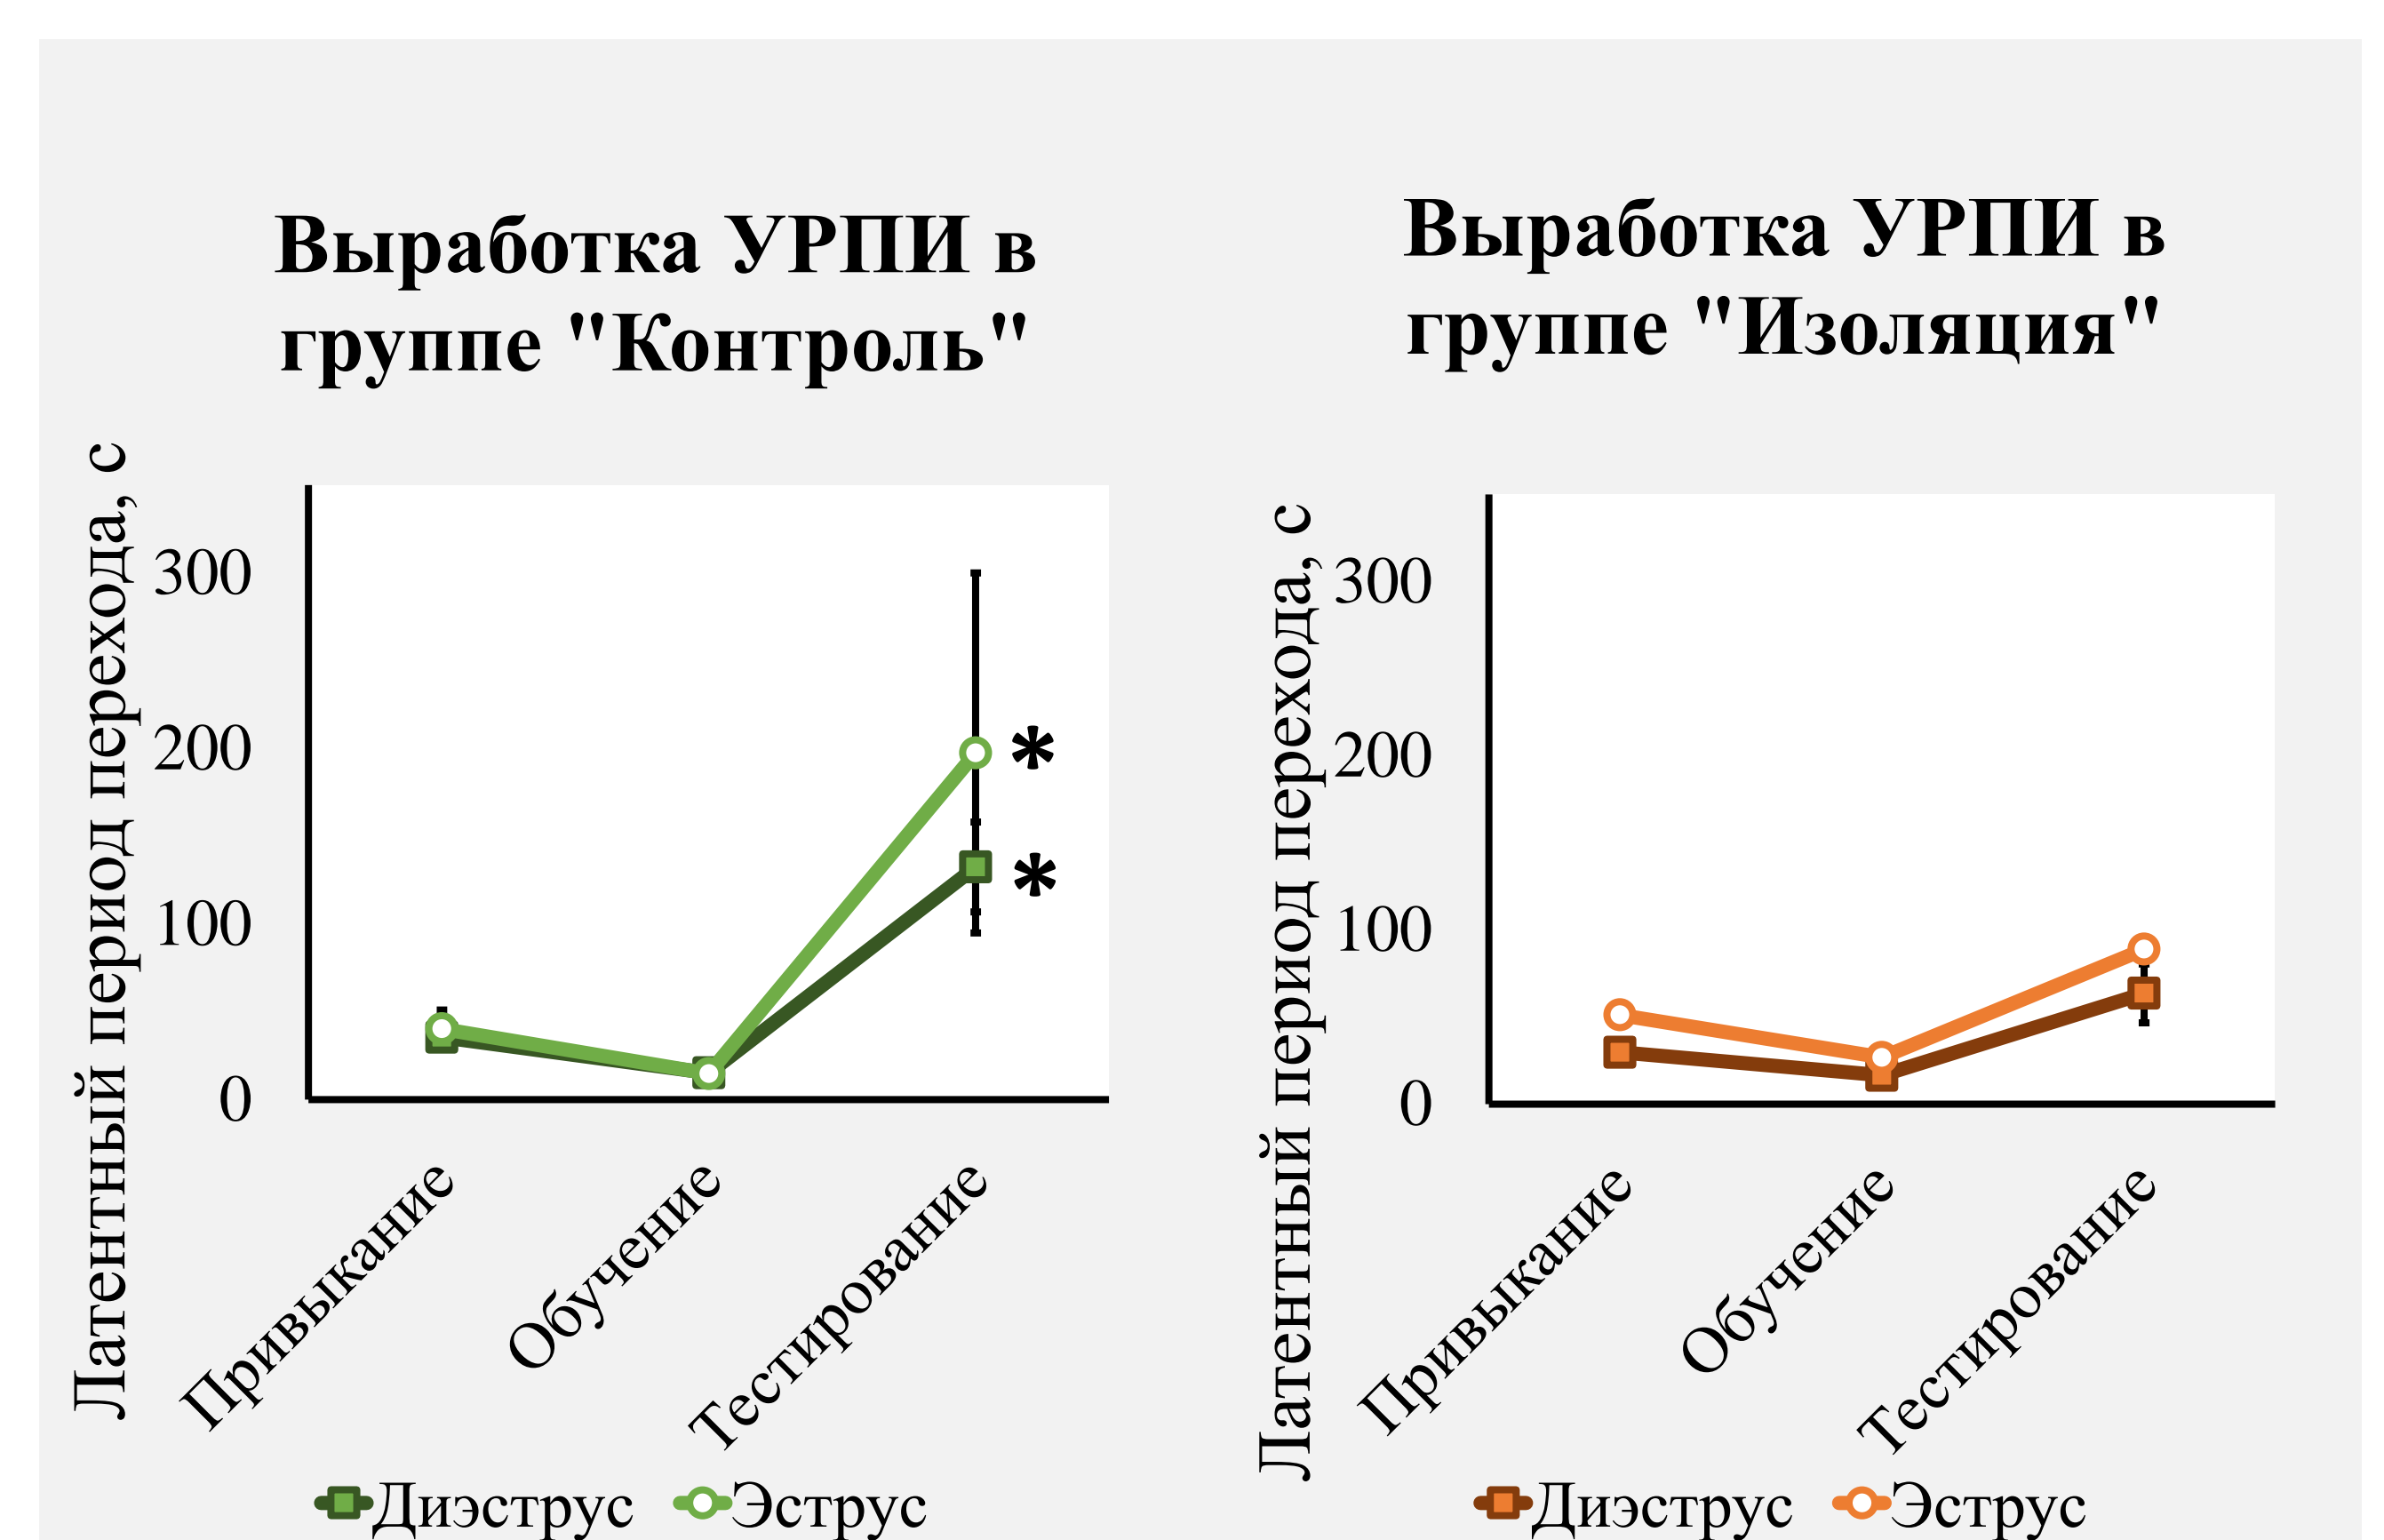 Выработка УРПИ в
группе "Контроль"
Латентный период перехода, с
300
200
100
0
*
*
Привыкание
Обучение
Тестирование
Диэструс
Эструс
Выработка УРПИ в
группе "Изоляция"
Латентный период перехода, с
300
200
100
0
Привыкание
Обучение
Тестирование
Диэструс
Эструс